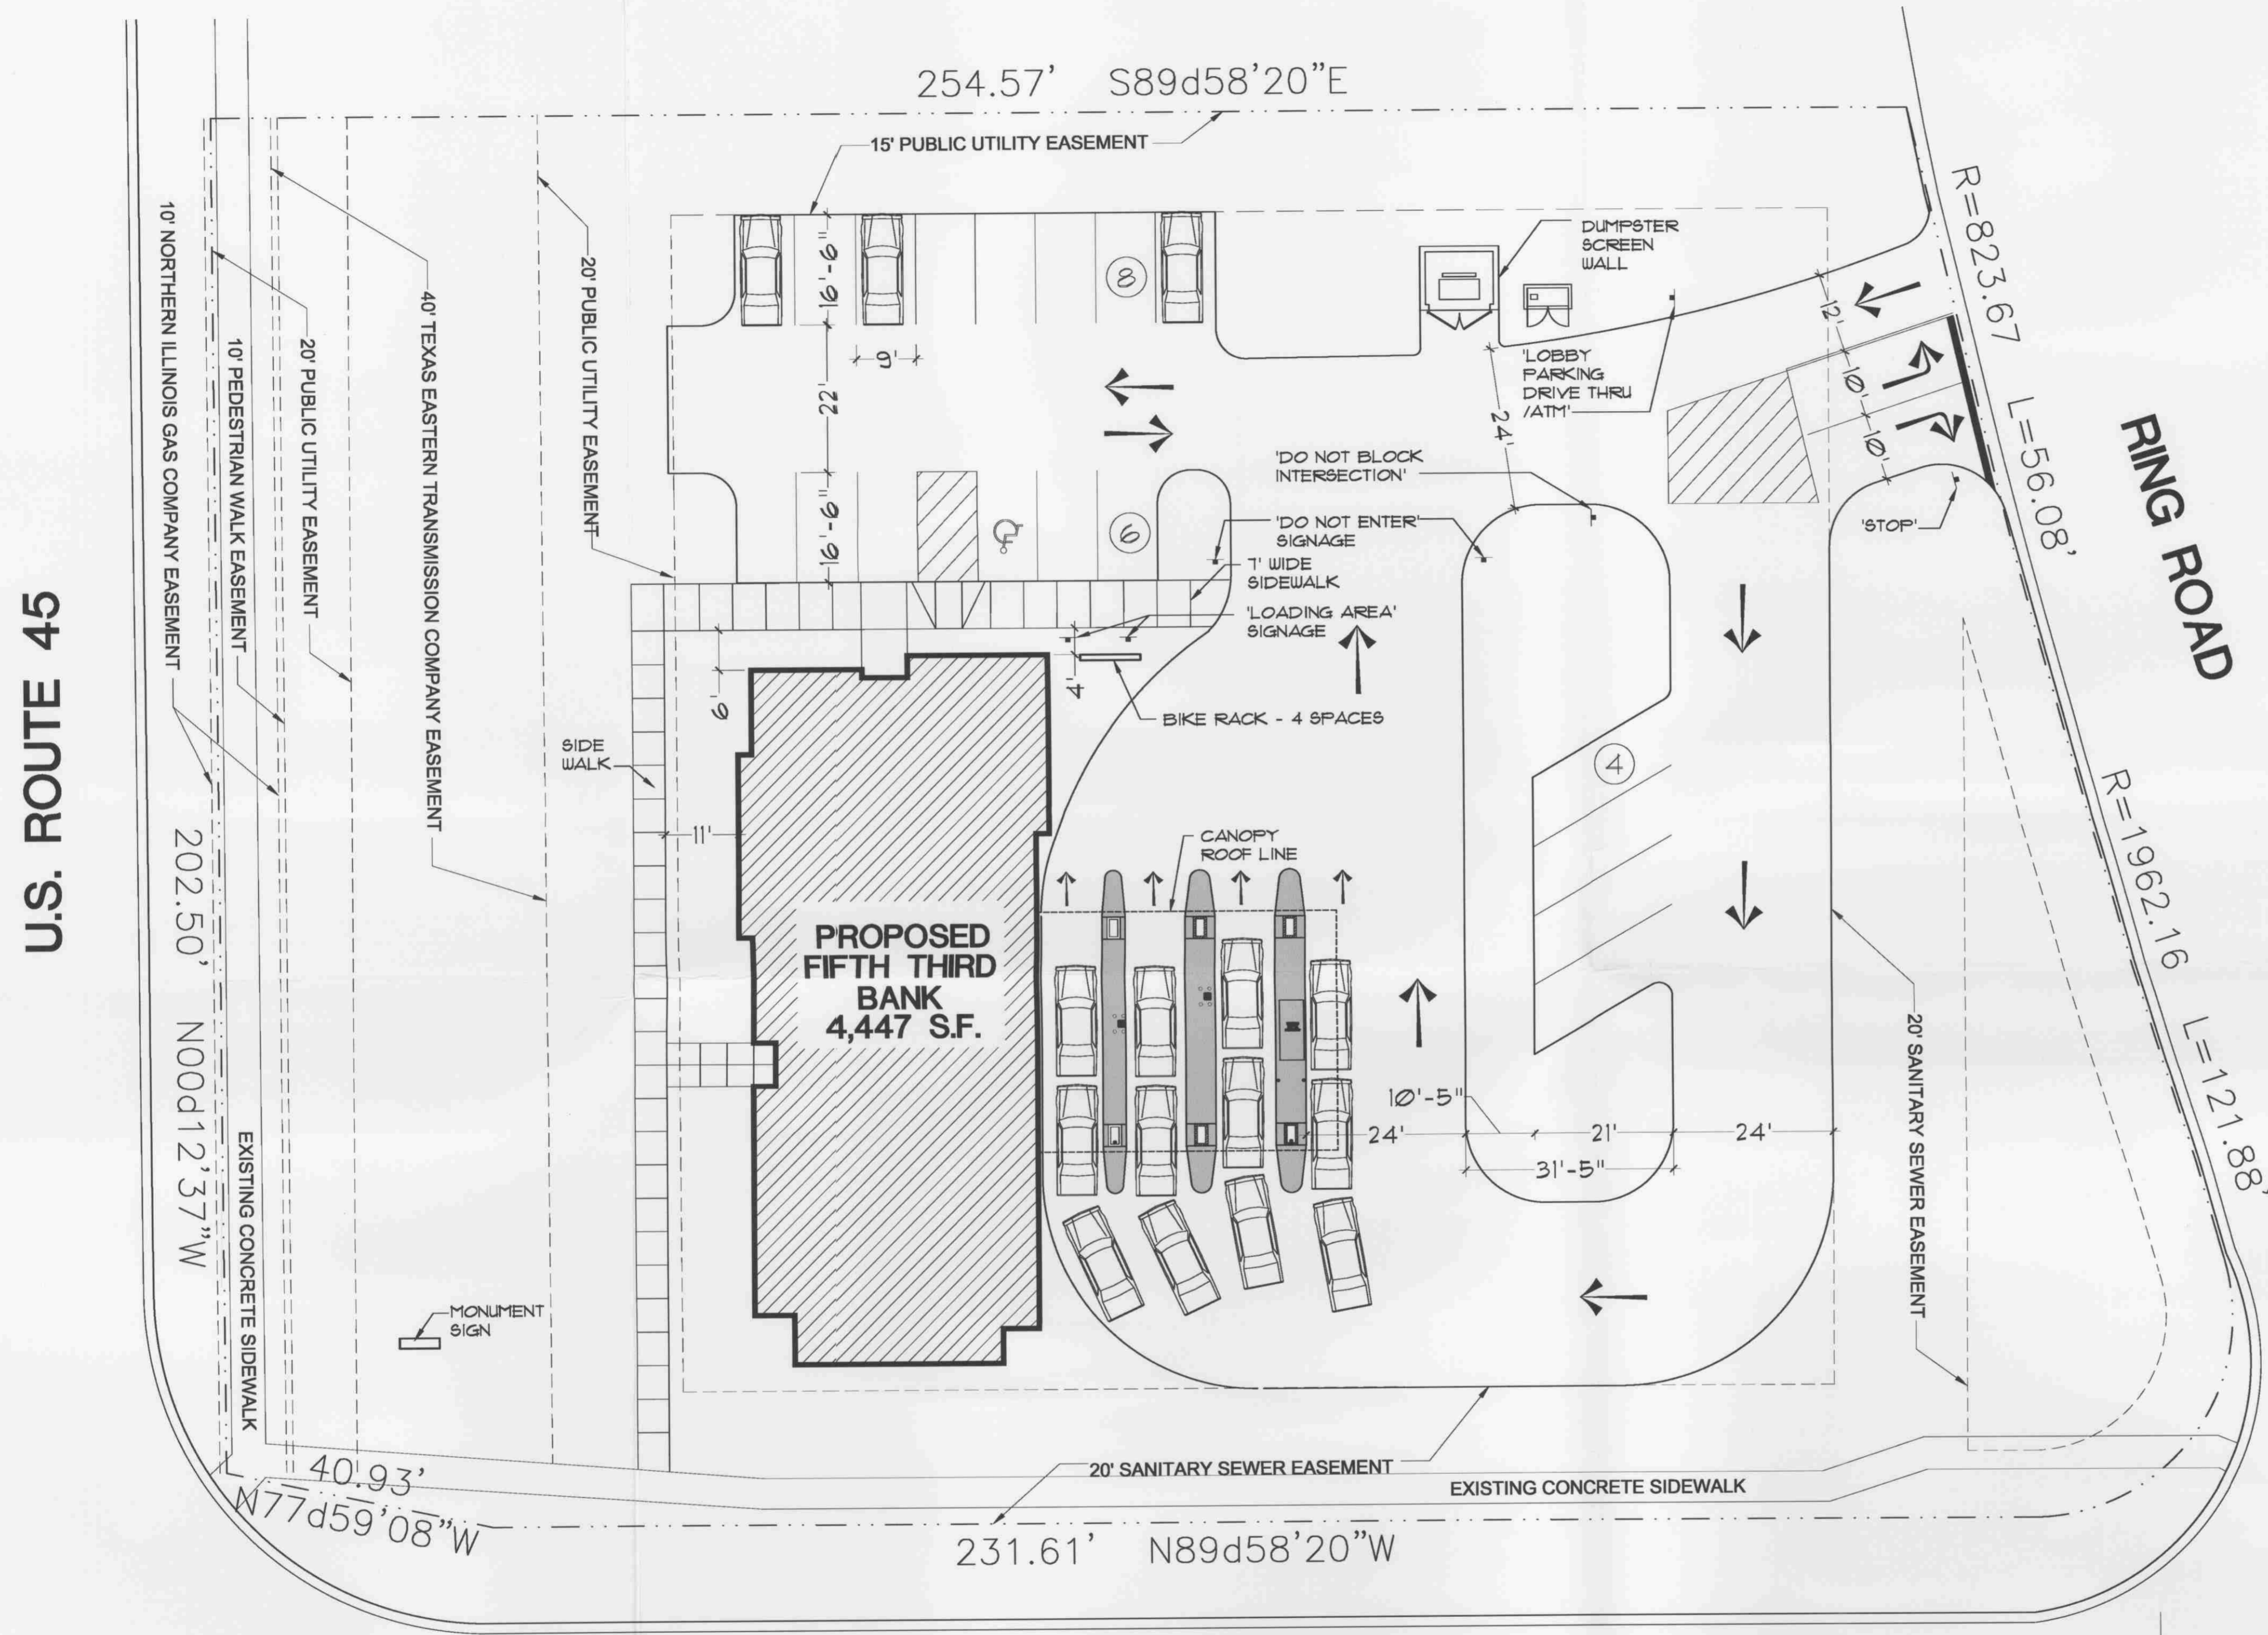 254.57' S89d58'20"E
15' PUBLIC UTILITY EASEMENT
10' NORTHERN ILLINOIS GAS COMPANY EASEMENT
10' PEDESTRIAN WALK EASEMENT
20' PUBLIC UTILITY EASEMENT
40' TEXAS EASTERN TRANSMISSION COMPANY EASEMENT
20' PUBLIC UTILITY EASEMENT
16'-6"
8
9'
22'
16'-6"
6
DUMPSTER
SCREEN
WALL
'LOBBY
PARKING
DRIVE THRU
/ATM'
24'
12'
10'
10'
R=823.67 L=56.08'
RING ROAD
'STOP'
'DO NOT BLOCK
INTERSECTION'
'DO NOT ENTER'
SIGNAGE
7' WIDE
SIDEWALK
'LOADING AREA'
SIGNAGE
4'
6'
BIKE RACK - 4 SPACES
U.S. ROUTE 45
SIDE
WALK
11'
4
CANOPY
ROOF LINE
R=1962.16 L=121.88'
PROPOSED
FIFTH THIRD
BANK
4,447 S.F.
202.50' N00d12'37"W
EXISTING CONCRETE SIDEWALK
10'-5"
24'
21'
24'
31'-5"
20' SANITARY SEWER EASEMENT
MONUMENT
SIGN
40.93'
N77d59'08"W
20' SANITARY SEWER EASEMENT
EXISTING CONCRETE SIDEWALK
231.61' N89d58'20"W